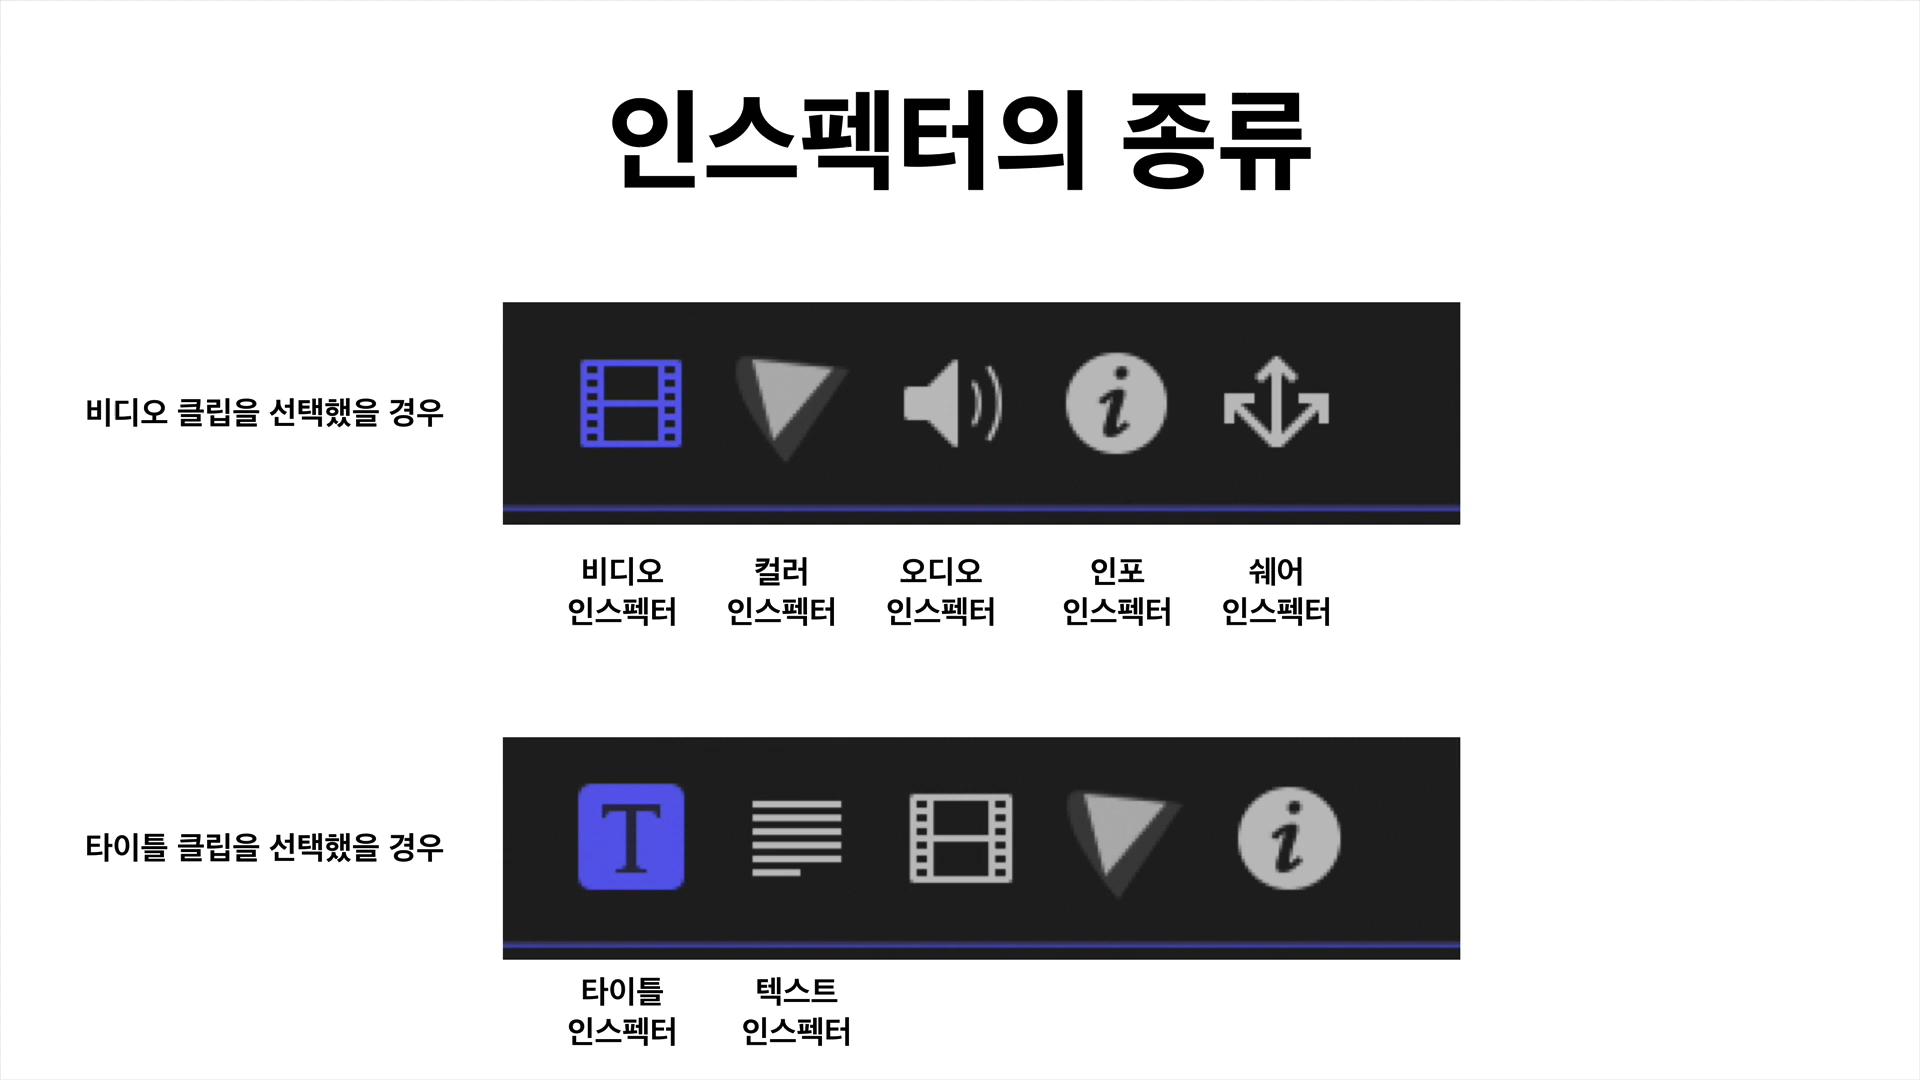 인스펙터의 종류
비디오 클립을 선택했을 경우
비디오 인스펙터
컬러 인스펙터
오디오 인스펙터
인포 인스펙터
쉐어 인스펙터
타이틀 클립을 선택했을 경우
T
타이틀 인스펙터
텍스트 인스펙터